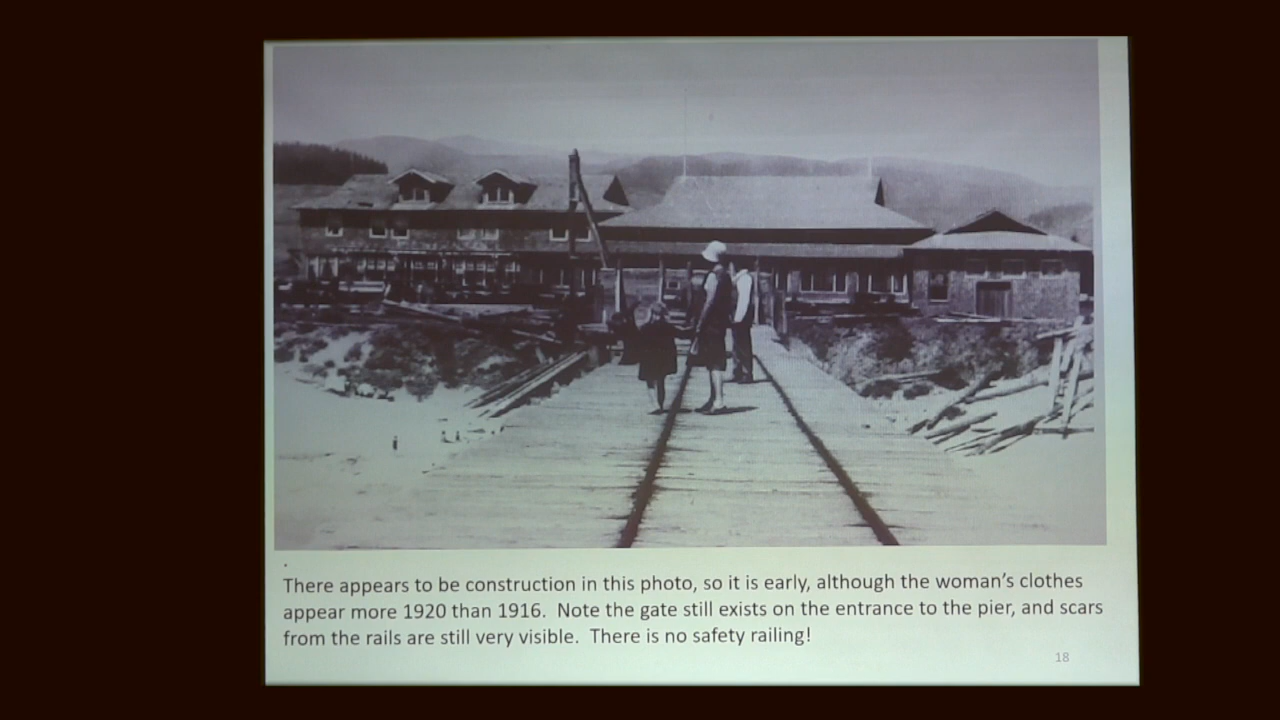 .
There appears to be construction in this photo, so it is early, although the woman’s clothes
appear more 1920 than 1916.  Note the gate still exists on the entrance to the pier, and scars
from the rails are still very visible.  There is no safety railing!
18